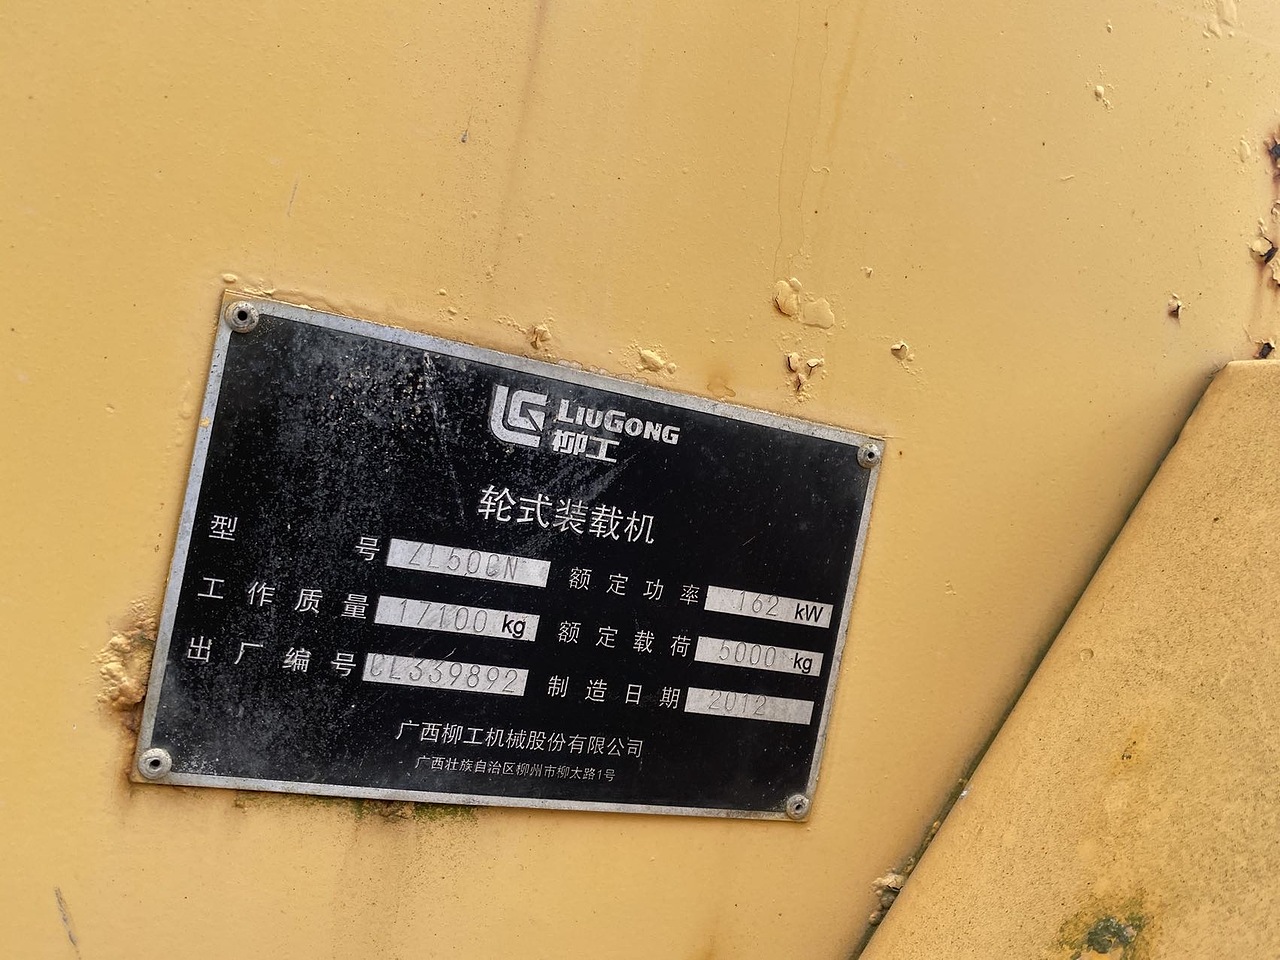 LG LIUGONG
柳工
轮式装载机
型号 ZL50CN 额定功率 162 kW
工作质量 17100 kg 额定载荷 5000 kg
出厂编号 CL339892 制造日期 2012
广西柳工机械股份有限公司
广西壮族自治区柳州市柳太路1号